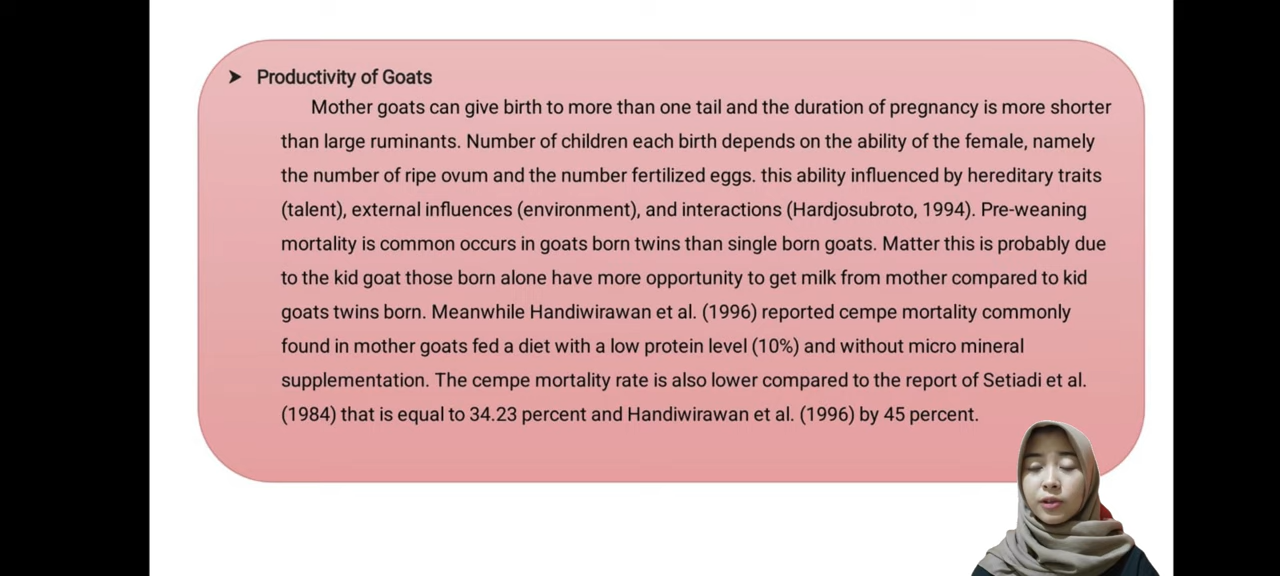 Productivity of Goats
Mother goats can give birth to more than one tail and the duration of pregnancy is more shorter
than large ruminants. Number of children each birth depends on the ability of the female, namely
the number of ripe ovum and the number fertilized eggs. this ability influenced by hereditary traits
(talent), external influences (environment), and interactions (Hardjosubroto, 1994). Pre-weaning
mortality is common occurs in goats born twins than single born goats. Matter this is probably due
to the kid goat those born alone have more opportunity to get milk from mother compared to kid
goats twins born. Meanwhile Handiwirawan et al. (1996) reported cempe mortality commonly
found in mother goats fed a diet with a low protein level (10%) and without micro mineral
supplementation. The cempe mortality rate is also lower compared to the report of Setiadi et al.
(1984) that is equal to 34.23 percent and Handiwirawan et al. (1996) by 45 percent.